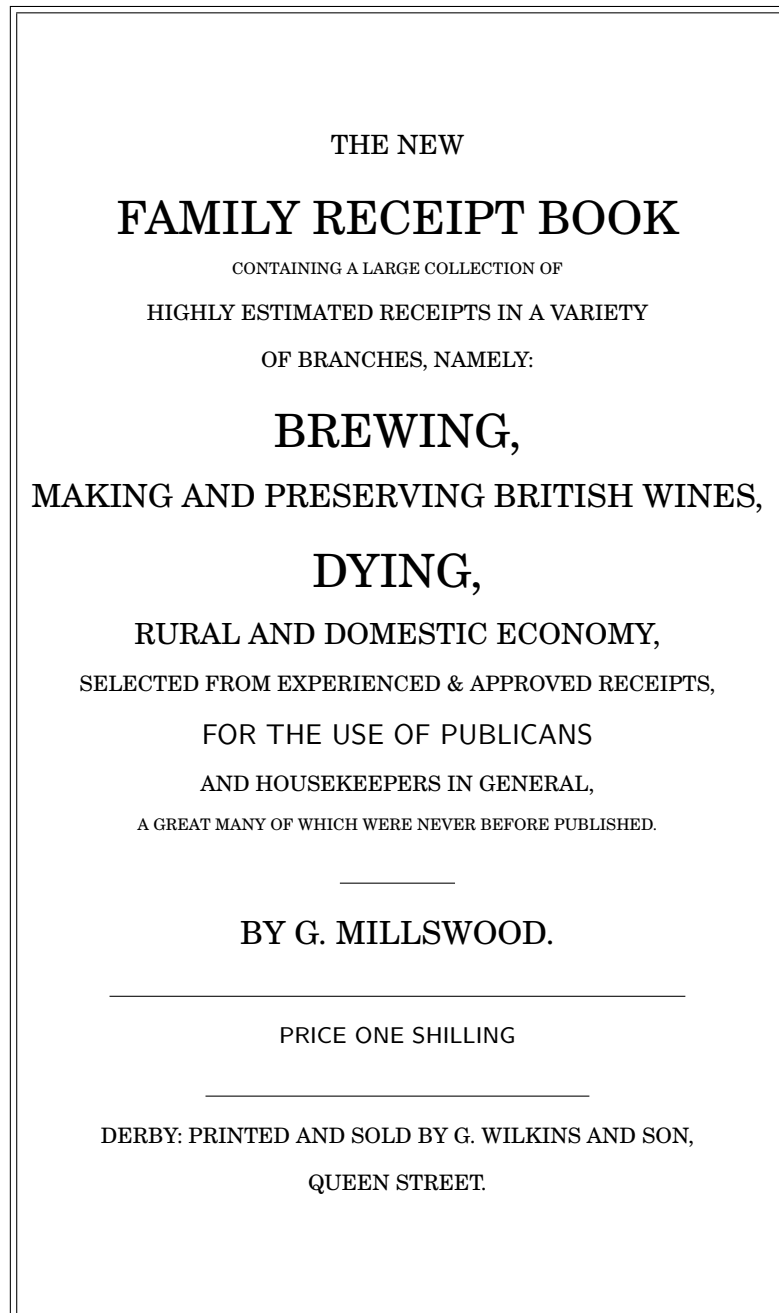 THE NEW
FAMILY RECEIPT BOOK
CONTAINING A LARGE COLLECTION OF
HIGHLY ESTIMATED RECEIPTS IN A VARIETY
OF BRANCHES, NAMELY:
BREWING,
MAKING AND PRESERVING BRITISH WINES,
DYING,
RURAL AND DOMESTIC ECONOMY,
SELECTED FROM EXPERIENCED & APPROVED RECEIPTS,
FOR THE USE OF PUBLICANS
AND HOUSEKEEPERS IN GENERAL,
A GREAT MANY OF WHICH WERE NEVER BEFORE PUBLISHED.
BY G. MILLSWOOD.
PRICE ONE SHILLING
DERBY: PRINTED AND SOLD BY G. WILKINS AND SON,
QUEEN STREET.